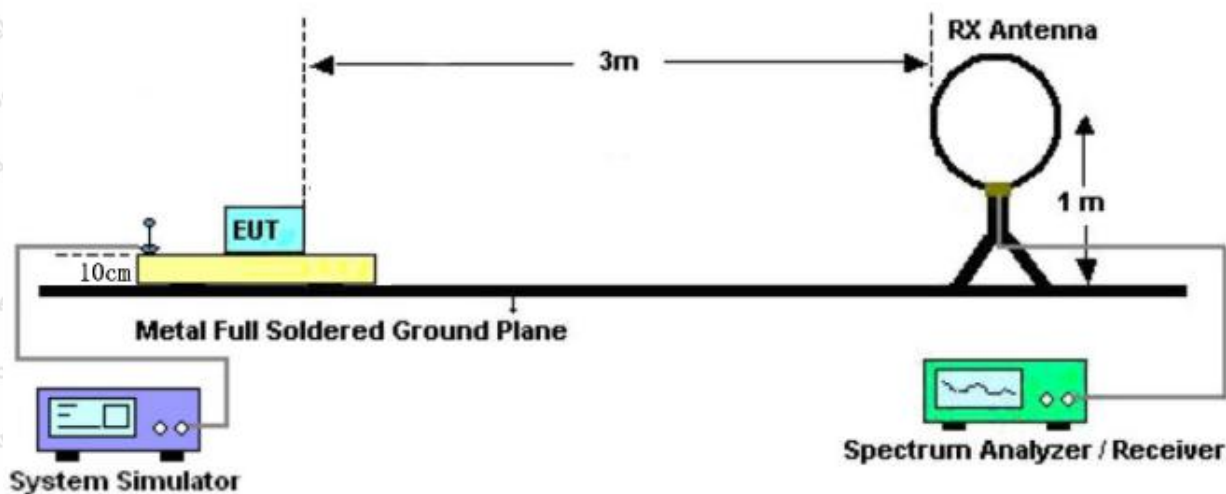 RX Antenna
3m
1 m
EUT
10cm
Metal Full Soldered Ground Plane
Spectrum Analyzer / Receiver
System Simulator